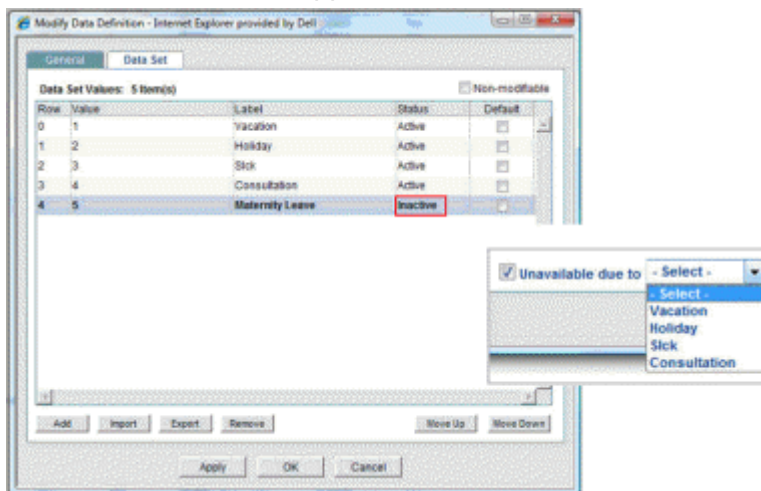 Modify Data Definition - Internet Explorer provided by Dell
General Data Set
Data Set Values: 5 Item(s) Non-modifiable
Row Value Label Status Default
0 1 Vacation Active
1 2 Holiday Active
2 3 Sick Active
3 4 Consultation Active
4 5 Maternity Leave Inactive
Unavailable due to - Select -
- Select -
Vacation
Holiday
Sick
Consultation
Add Import Export Remove Move Up Move Down
Apply OK Cancel